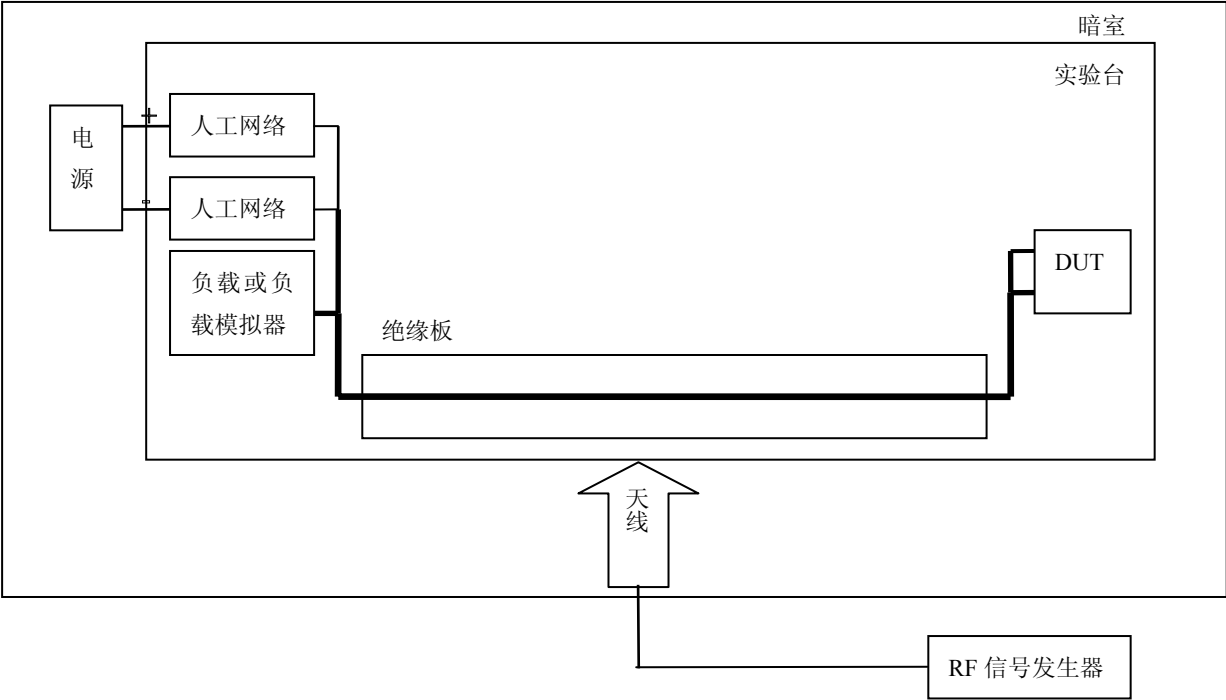 暗室
实验台
电
源
+
人工网络
-
人工网络
负载或负
载模拟器
DUT
绝缘板
天
线
RF 信号发生器